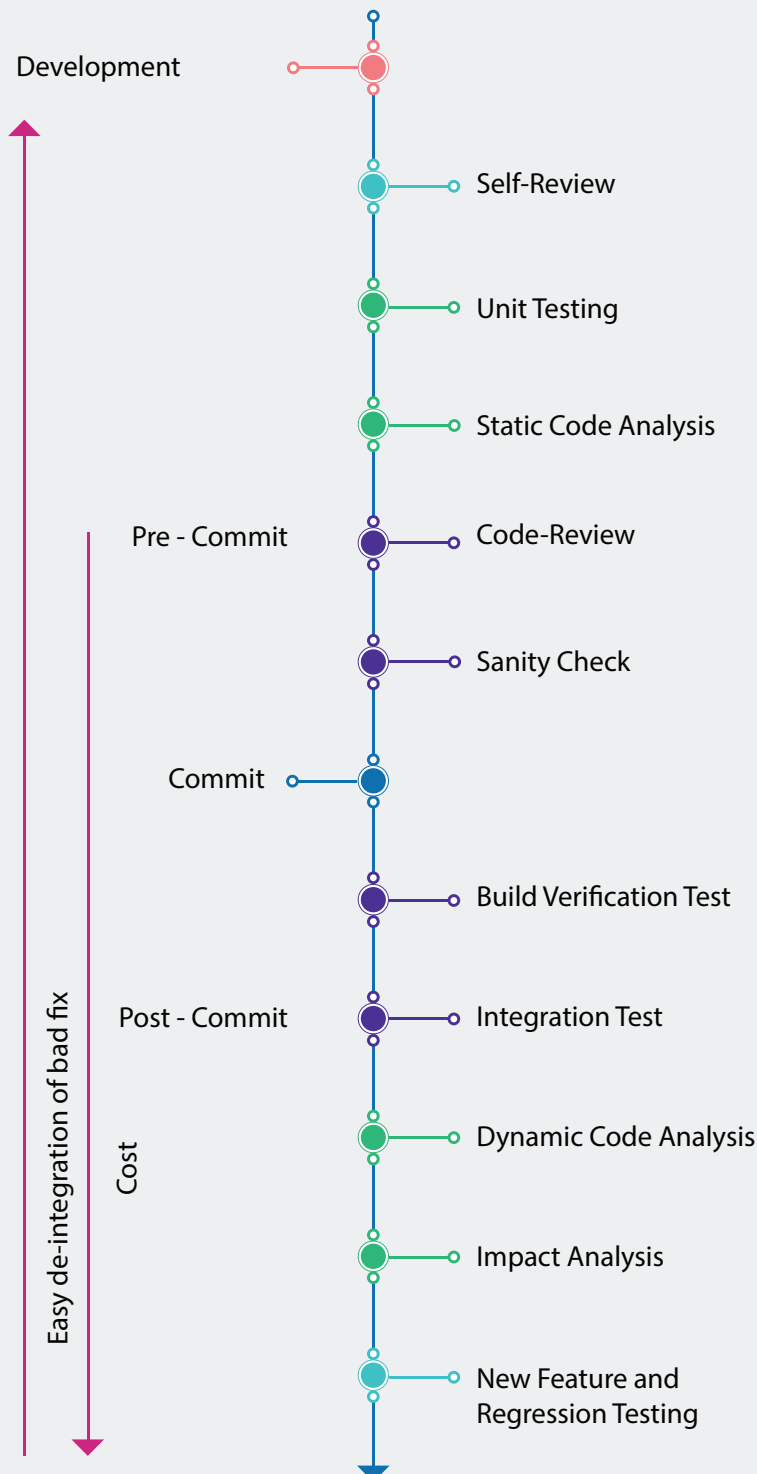 Development
Self-Review
Unit Testing
Static Code Analysis
Pre - Commit
Code-Review
Sanity Check
Commit
Build Verification Test
Post - Commit
Integration Test
Easy de-integration of bad fix
Cost
Dynamic Code Analysis
Impact Analysis
New Feature and
Regression Testing